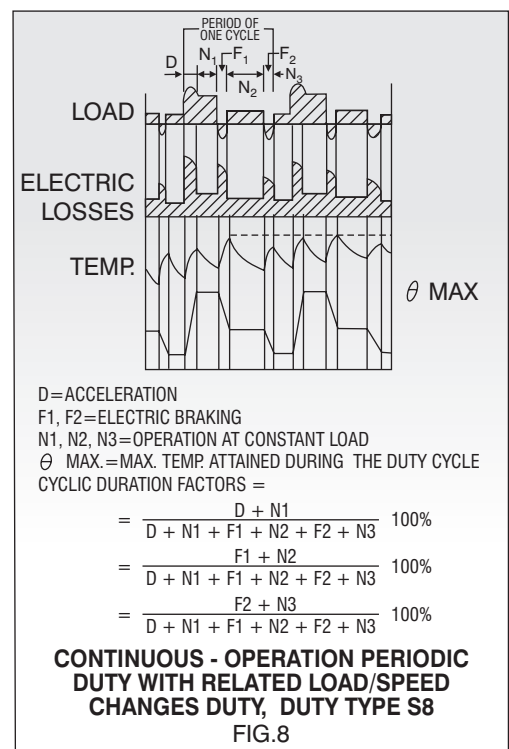 PERIOD OF
ONE CYCLE
D N₁ F₁ N₂ F₂ N₃
LOAD
ELECTRIC
LOSSES
TEMP.
θ MAX
D=ACCELERATION
F1, F2=ELECTRIC BRAKING
N1, N2, N3=OPERATION AT CONSTANT LOAD
θ MAX.=MAX. TEMP. ATTAINED DURING THE DUTY CYCLE
CYCLIC DURATION FACTORS =
D + N1
= 100%
D + N1 + F1 + N2 + F2 + N3
F1 + N2
= 100%
D + N1 + F1 + N2 + F2 + N3
F2 + N3
= 100%
D + N1 + F1 + N2 + F2 + N3
CONTINUOUS - OPERATION PERIODIC
DUTY WITH RELATED LOAD/SPEED
CHANGES DUTY, DUTY TYPE S8
FIG.8